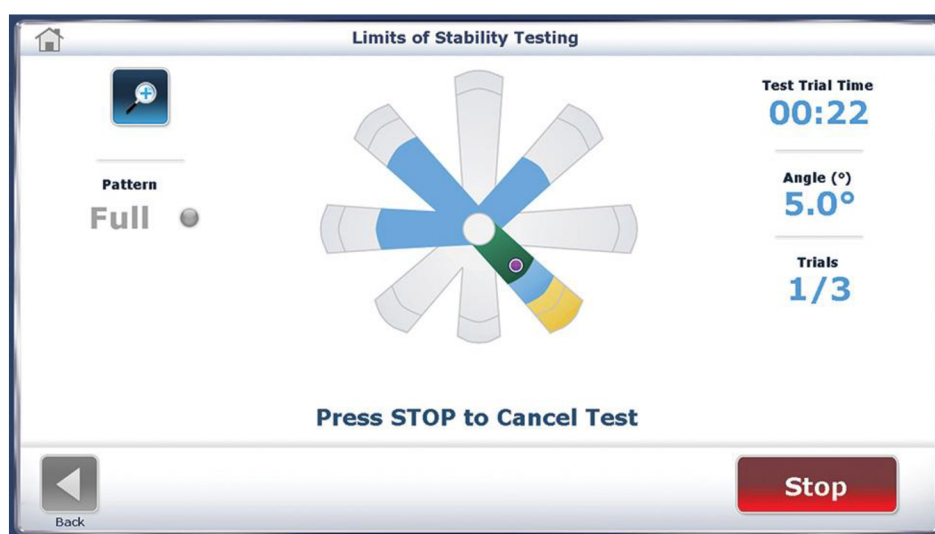 Limits of Stability Testing
Pattern
Full
Test Trial Time
00:22
Angle (°)
5.0°
Trials
1/3
Press STOP to Cancel Test
Back
Stop